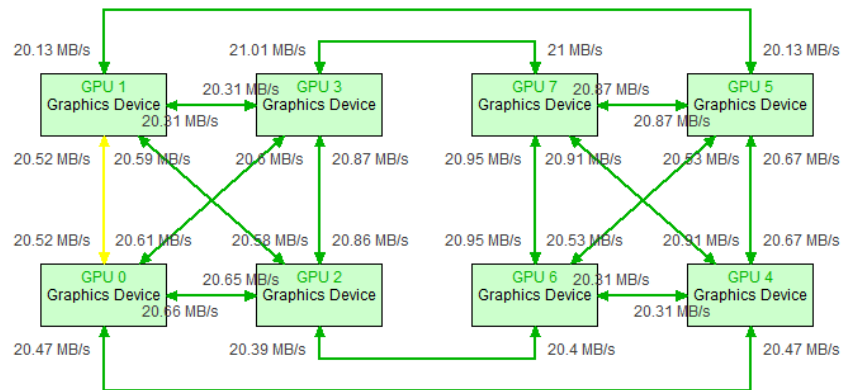 20.13 MB/s
21.01 MB/s
21 MB/s
20.13 MB/s
GPU 1
Graphics Device
20.31 MB/s
GPU 3
Graphics Device
GPU 7
Graphics Device
20.87 MB/s
GPU 5
Graphics Device
20.31 MB/s
20.87 MB/s
20.52 MB/s
20.59 MB/s
20.6 MB/s
20.87 MB/s
20.95 MB/s
20.91 MB/s
20.53 MB/s
20.67 MB/s
20.52 MB/s
20.61 MB/s
20.58 MB/s
20.86 MB/s
20.95 MB/s
20.53 MB/s
20.91 MB/s
20.67 MB/s
GPU 0
Graphics Device
20.65 MB/s
GPU 2
Graphics Device
GPU 6
Graphics Device
20.31 MB/s
GPU 4
Graphics Device
20.66 MB/s
20.31 MB/s
20.47 MB/s
20.39 MB/s
20.4 MB/s
20.47 MB/s